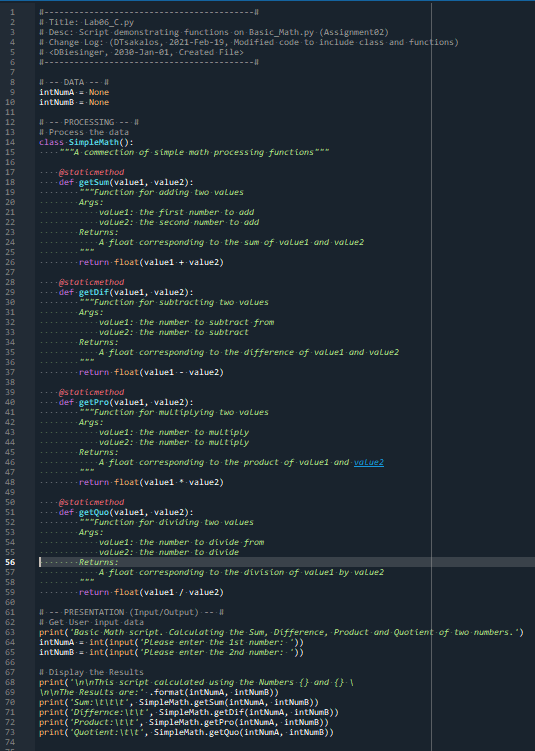 1 #------------------------------------------#
2 # Title: Lab06_C.py
3 # Desc: Script demonstrating functions on Basic_Math.py (Assignment02)
4 # Change Log: (DTsakalos, 2021-Feb-19, Modified code to include class and functions)
5 # <DBiesinger, 2030-Jan-01, Created File>
6 #------------------------------------------#
7
8 # -- DATA -- #
9 intNumA = None
10 intNumB = None
11
12 # -- PROCESSING -- #
13 # Process the data
14 class SimpleMath():
15 """A commection of simple math processing functions"""
16
17 @staticmethod
18 def getSum(value1, value2):
19 """Function for adding two values
20 Args:
21 value1: the first number to add
22 value2: the second number to add
23 Returns:
24 A float corresponding to the sum of value1 and value2
25 """
26 return float(value1 + value2)
27
28 @staticmethod
29 def getDif(value1, value2):
30 """Function for subtracting two values
31 Args:
32 value1: the number to subtract from
33 value2: the number to subtract
34 Returns:
35 A float corresponding to the difference of value1 and value2
36 """
37 return float(value1 - value2)
38
39 @staticmethod
40 def getPro(value1, value2):
41 """Function for multiplying two values
42 Args:
43 value1: the number to multiply
44 value2: the number to multiply
45 Returns:
46 A float corresponding to the product of value1 and value2
47 """
48 return float(value1 * value2)
49
50 @staticmethod
51 def getQuo(value1, value2):
52 """Function for dividing two values
53 Args:
54 value1: the number to divide from
55 value2: the number to divide
56 Returns:
57 A float corresponding to the division of value1 by value2
58 """
59 return float(value1 / value2)
60
61 # -- PRESENTATION (Input/Output) -- #
62 # Get User input data
63 print('Basic Math script. Calculating the Sum, Difference, Product and Quotient of two numbers.')
64 intNumA = int(input('Please enter the 1st number: '))
65 intNumB = int(input('Please enter the 2nd number: '))
66
67 # Display the Results
68 print('\n\nThis script calculated using the Numbers {} and {} \
69 \n\nThe Results are:' .format(intNumA, intNumB))
70 print('Sum:\t\t\t', SimpleMath.getSum(intNumA, intNumB))
71 print('Differnce:\t\t', SimpleMath.getDif(intNumA, intNumB))
72 print('Product:\t\t', SimpleMath.getPro(intNumA, intNumB))
73 print('Quotient:\t\t', SimpleMath.getQuo(intNumA, intNumB))
74